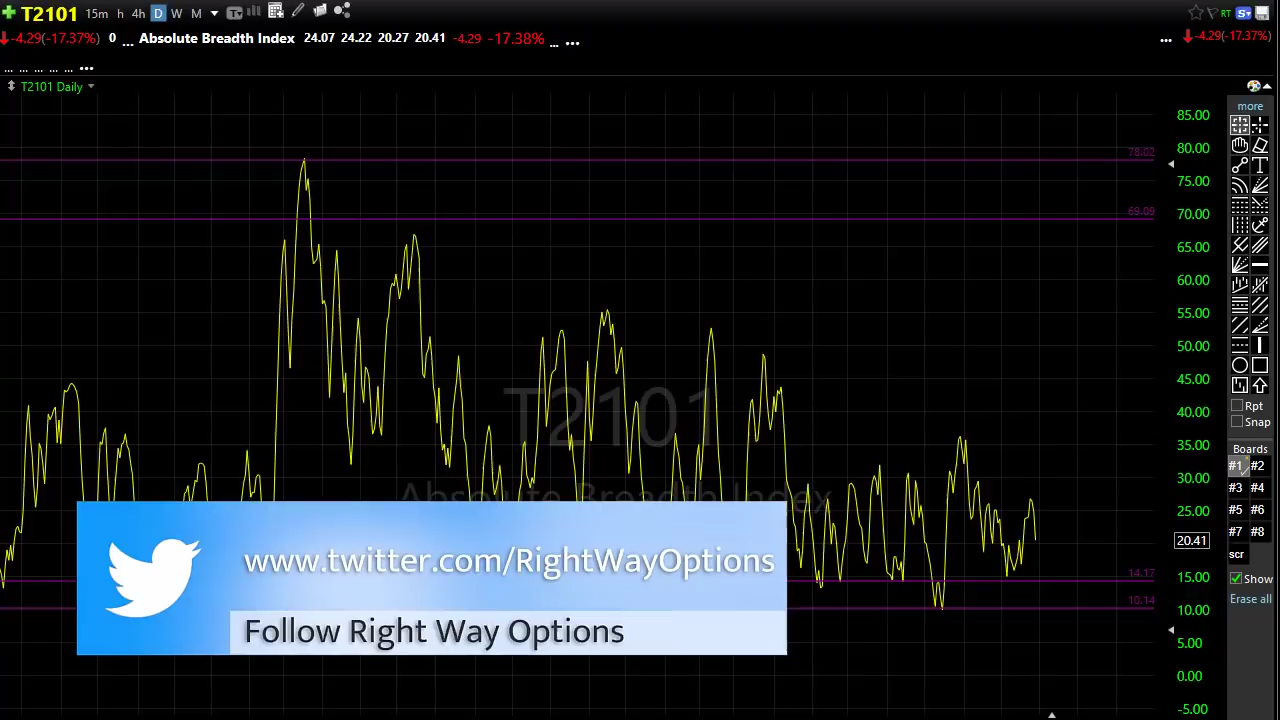 T2101 15m h 4h D W M T RT S
-4.29(-17.37%) 0 ... Absolute Breadth Index 24.07 24.22 20.27 20.41 -4.29 -17.38% ... ... ... -4.29(-17.37%)
... ... ... ... ... ...
T2101 Daily
more
85.00
80.00
78.02
75.00
70.00
69.09
65.00
60.00
55.00
50.00
45.00
40.00
35.00
30.00
25.00
20.41
15.00
14.17
10.14
10.00
5.00
0.00
-5.00
T2101
Absolute Breadth Index
T
Rpt
Snap
Boards
#1 #2
#3 #4
#5 #6
#7 #8
scr
Show
Erase all
www.twitter.com/RightWayOptions
Follow Right Way Options